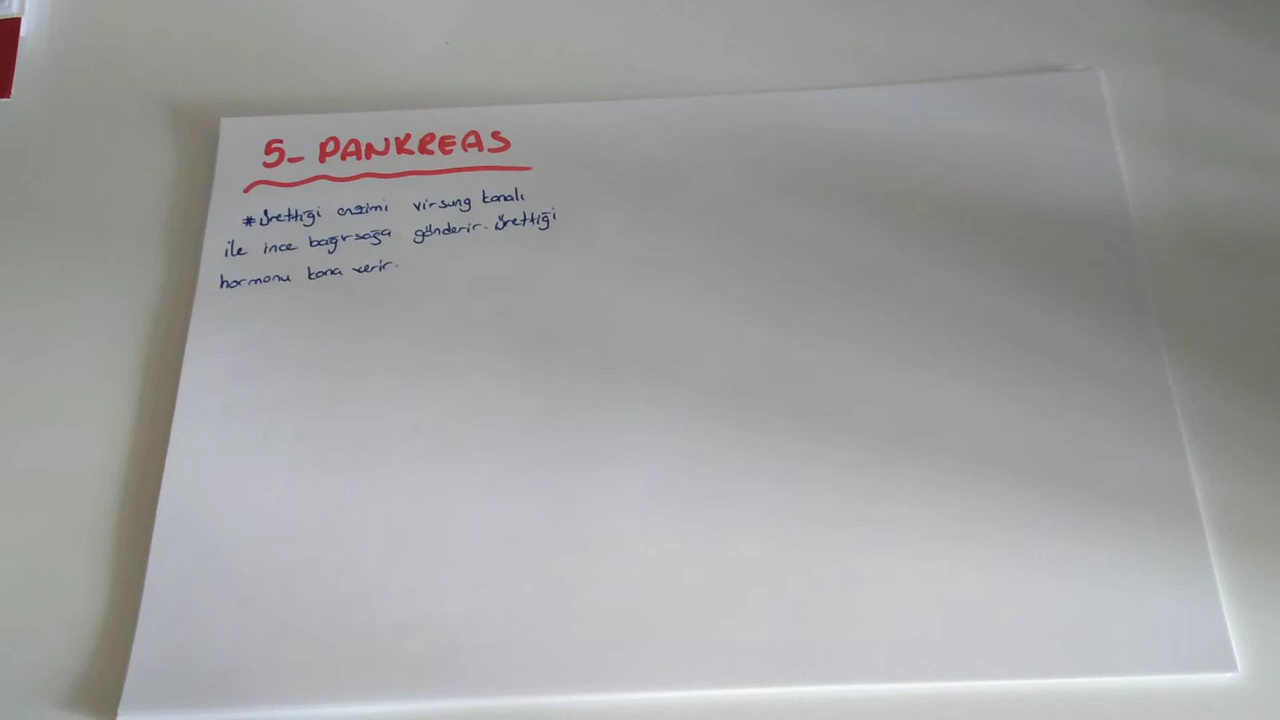 5- PANKREAS
* Ürettiği enzimi virsung kanalı
ile ince bağırsağa gönderir. Ürettiği
hormonu kana verir.